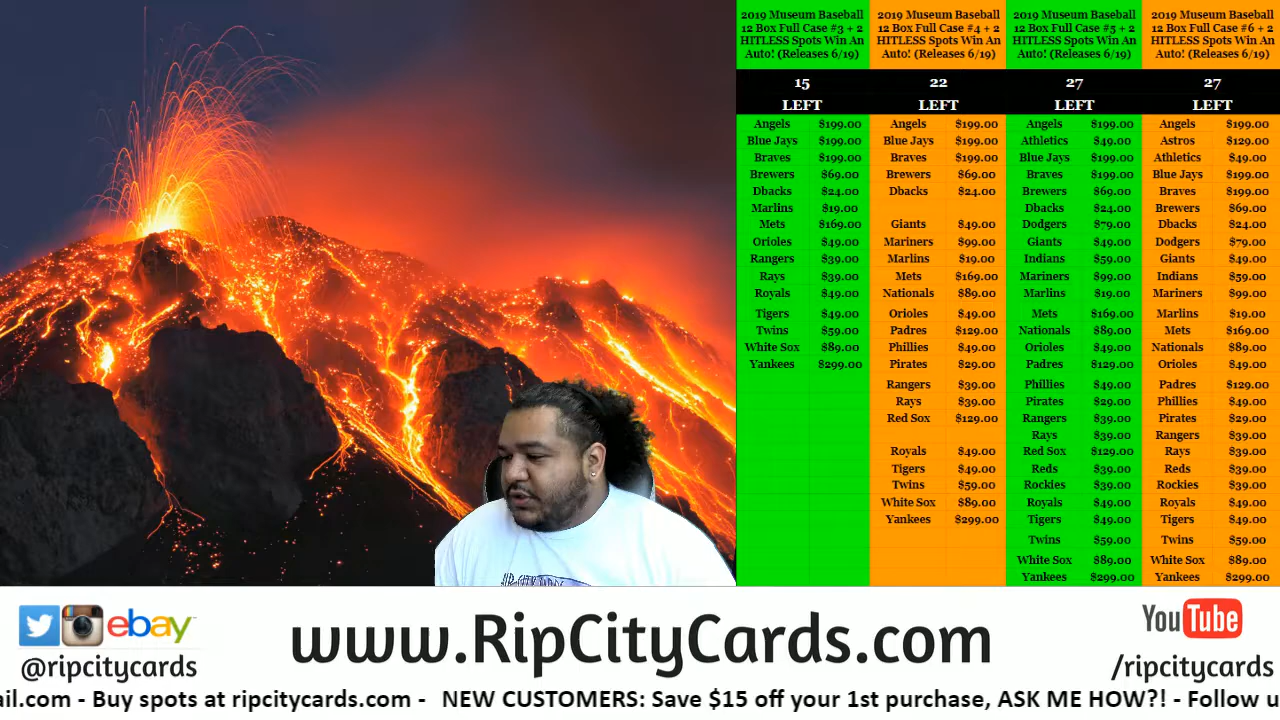 2019 Museum Baseball
12 Box Full Case #3 + 2
HITLESS Spots Win An
Auto! (Releases 6/19)
15
LEFT
Angels $199.00
Blue Jays $199.00
Braves $199.00
Brewers $69.00
Dbacks $24.00
Marlins $19.00
Mets $169.00
Orioles $49.00
Rangers $39.00
Rays $39.00
Royals $49.00
Tigers $49.00
Twins $59.00
White Sox $89.00
Yankees $299.00
2019 Museum Baseball
12 Box Full Case #4 + 2
HITLESS Spots Win An
Auto! (Releases 6/19)
22
LEFT
Angels $199.00
Blue Jays $199.00
Braves $199.00
Brewers $69.00
Dbacks $24.00
Giants $49.00
Mariners $99.00
Marlins $19.00
Mets $169.00
Nationals $89.00
Orioles $49.00
Padres $129.00
Phillies $49.00
Pirates $29.00
Rangers $39.00
Rays $39.00
Red Sox $129.00
Royals $49.00
Tigers $49.00
Twins $59.00
White Sox $89.00
Yankees $299.00
2019 Museum Baseball
12 Box Full Case #5 + 2
HITLESS Spots Win An
Auto! (Releases 6/19)
27
LEFT
Angels $199.00
Athletics $49.00
Blue Jays $199.00
Braves $199.00
Brewers $69.00
Dbacks $24.00
Dodgers $79.00
Giants $49.00
Indians $59.00
Mariners $99.00
Marlins $19.00
Mets $169.00
Nationals $89.00
Orioles $49.00
Padres $129.00
Phillies $49.00
Pirates $29.00
Rangers $39.00
Rays $39.00
Red Sox $129.00
Reds $39.00
Rockies $39.00
Royals $49.00
Tigers $49.00
Twins $59.00
White Sox $89.00
Yankees $299.00
2019 Museum Baseball
12 Box Full Case #6 + 2
HITLESS Spots Win An
Auto! (Releases 6/19)
27
LEFT
Angels $199.00
Astros $129.00
Athletics $49.00
Blue Jays $199.00
Braves $199.00
Brewers $69.00
Dbacks $24.00
Dodgers $79.00
Giants $49.00
Indians $59.00
Mariners $99.00
Marlins $19.00
Mets $169.00
Nationals $89.00
Orioles $49.00
Padres $129.00
Phillies $49.00
Pirates $29.00
Rangers $39.00
Rays $39.00
Reds $39.00
Rockies $39.00
Royals $49.00
Tigers $49.00
Twins $59.00
White Sox $89.00
Yankees $299.00
ebay
@ripcitycards
www.RipCityCards.com
YouTube
/ripcitycards
ail.com - Buy spots at ripcitycards.com - NEW CUSTOMERS: Save $15 off your 1st purchase, ASK ME HOW?! - Follow u